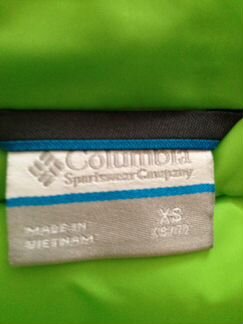 Columbia
Sportswear Company
XS
MADE IN
VIETNAM